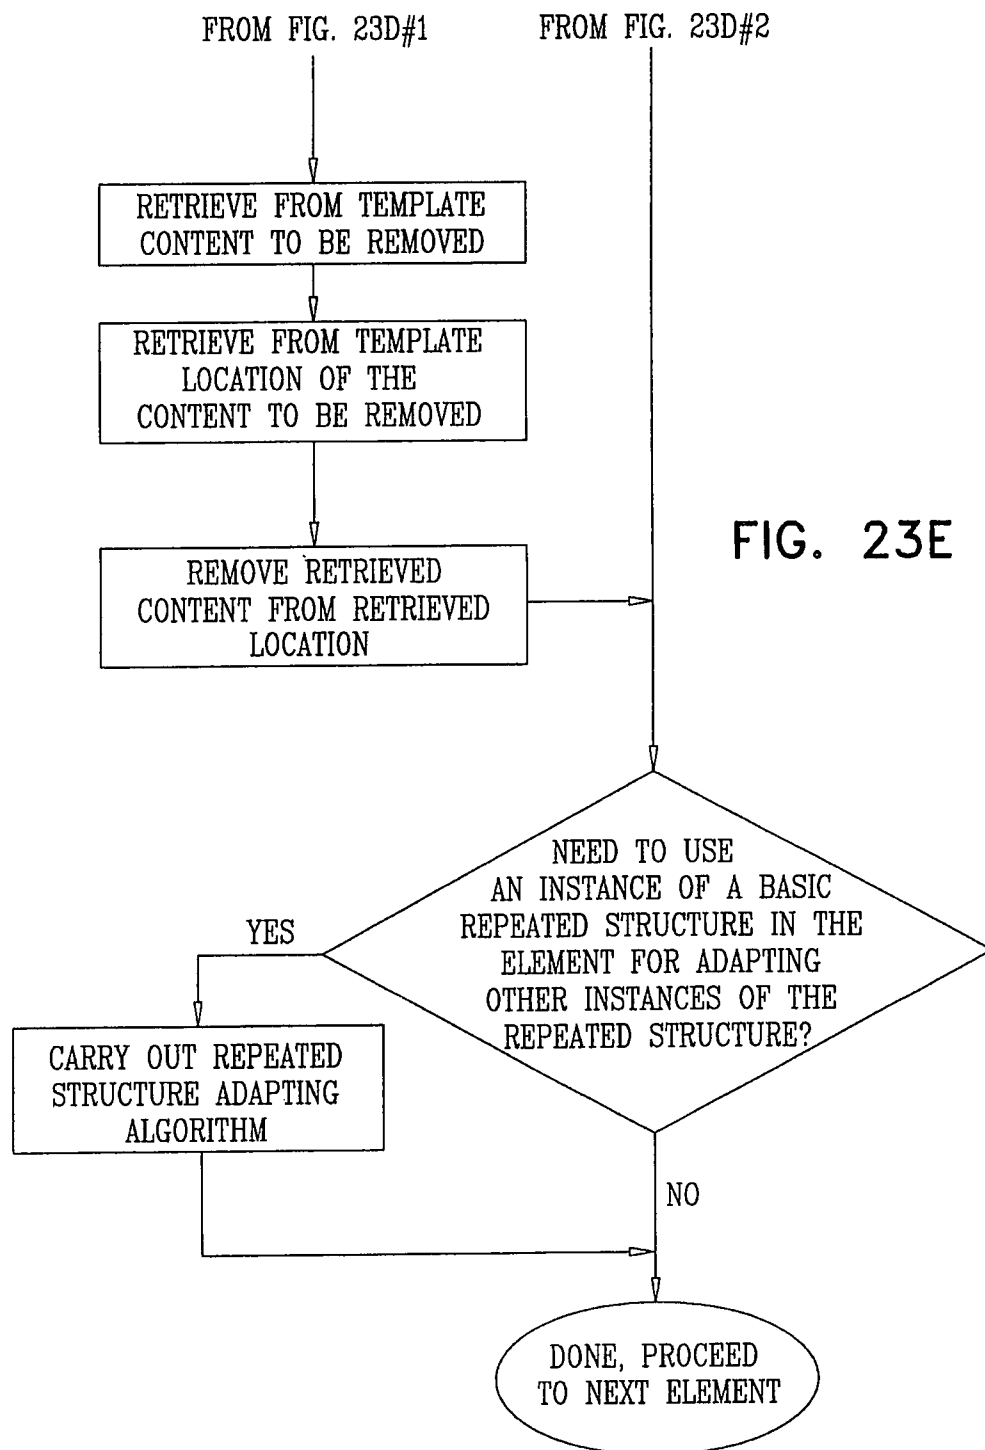 FROM FIG. 23D#1
FROM FIG. 23D#2
RETRIEVE FROM TEMPLATE
CONTENT TO BE REMOVED
RETRIEVE FROM TEMPLATE
LOCATION OF THE
CONTENT TO BE REMOVED
FIG. 23E
REMOVE RETRIEVED
CONTENT FROM RETRIEVED
LOCATION
NEED TO USE
AN INSTANCE OF A BASIC
REPEATED STRUCTURE IN THE
ELEMENT FOR ADAPTING
OTHER INSTANCES OF THE
REPEATED STRUCTURE?
YES
CARRY OUT REPEATED
STRUCTURE ADAPTING
ALGORITHM
NO
DONE, PROCEED
TO NEXT ELEMENT